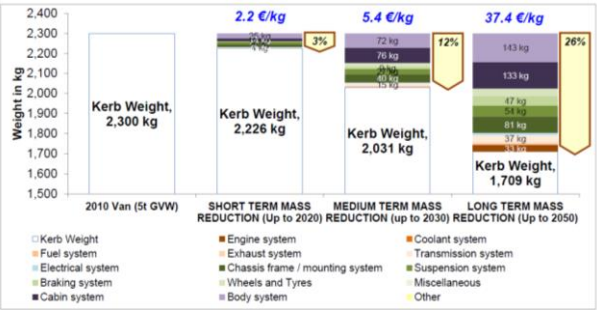 2.2 €/kg 5.4 €/kg 37.4 €/kg
2,400
2,300
2,200
2,100
2,000
1,900
1,800
1,700
1,600
1,500
Weight in kg
Kerb Weight,
2,300 kg
3%
Kerb Weight,
2,226 kg
12%
72 kg
76 kg
40 kg
15 kg
Kerb Weight,
2,031 kg
26%
143 kg
133 kg
47 kg
54 kg
81 kg
37 kg
33 kg
Kerb Weight,
1,709 kg
2010 Van (5t GVW)
SHORT TERM MASS
REDUCTION (Up to 2020)
MEDIUM TERM MASS
REDUCTION (up to 2030)
LONG TERM MASS
REDUCTION (Up to 2050)
Kerb Weight Engine system Coolant system
Fuel system Exhaust system Transmission system
Electrical system Chassis frame / mounting system Suspension system
Braking system Wheels and Tyres Miscellaneous
Cabin system Body system Other